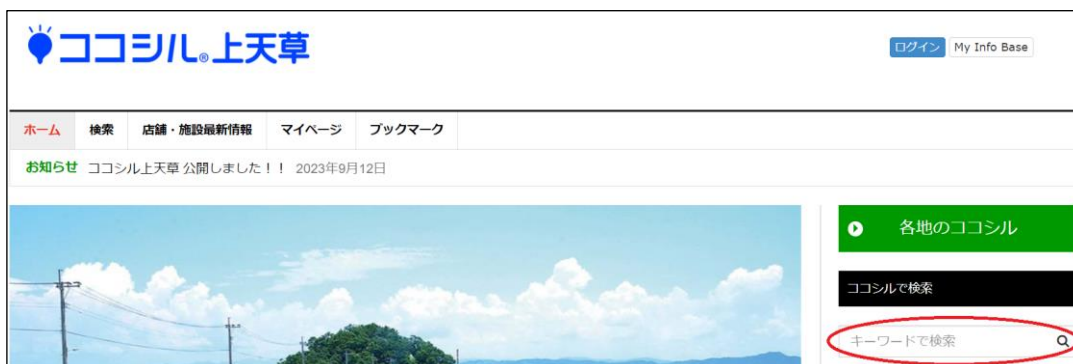 ココシル®上天草
ログイン My Info Base
ホーム 検索 店舗・施設最新情報 マイページ ブックマーク
お知らせ ココシル上天草 公開しました！！ 2023年9月12日
各地のココシル
ココシルで検索
キーワードで検索